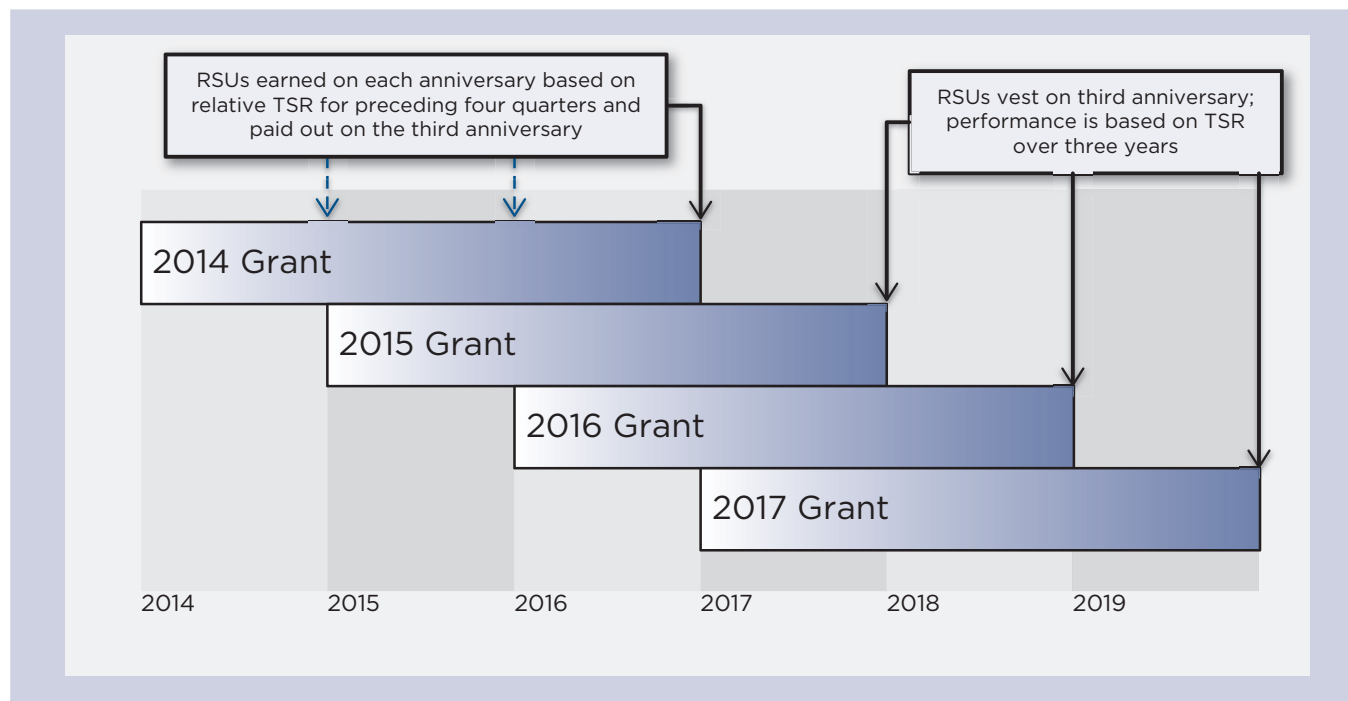 RSUs earned on each anniversary based on
relative TSR for preceding four quarters and
paid out on the third anniversary
RSUs vest on third anniversary;
performance is based on TSR
over three years
2014 Grant
2015 Grant
2016 Grant
2017 Grant
2014 2015 2016 2017 2018 2019